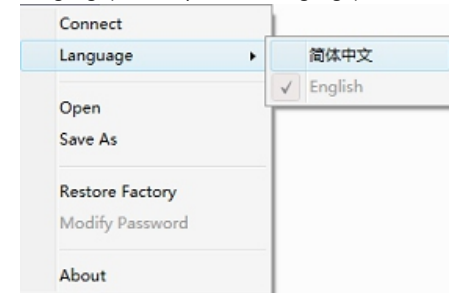 Connect
Language
简体中文
English
Open
Save As
Restore Factory
Modify Password
About